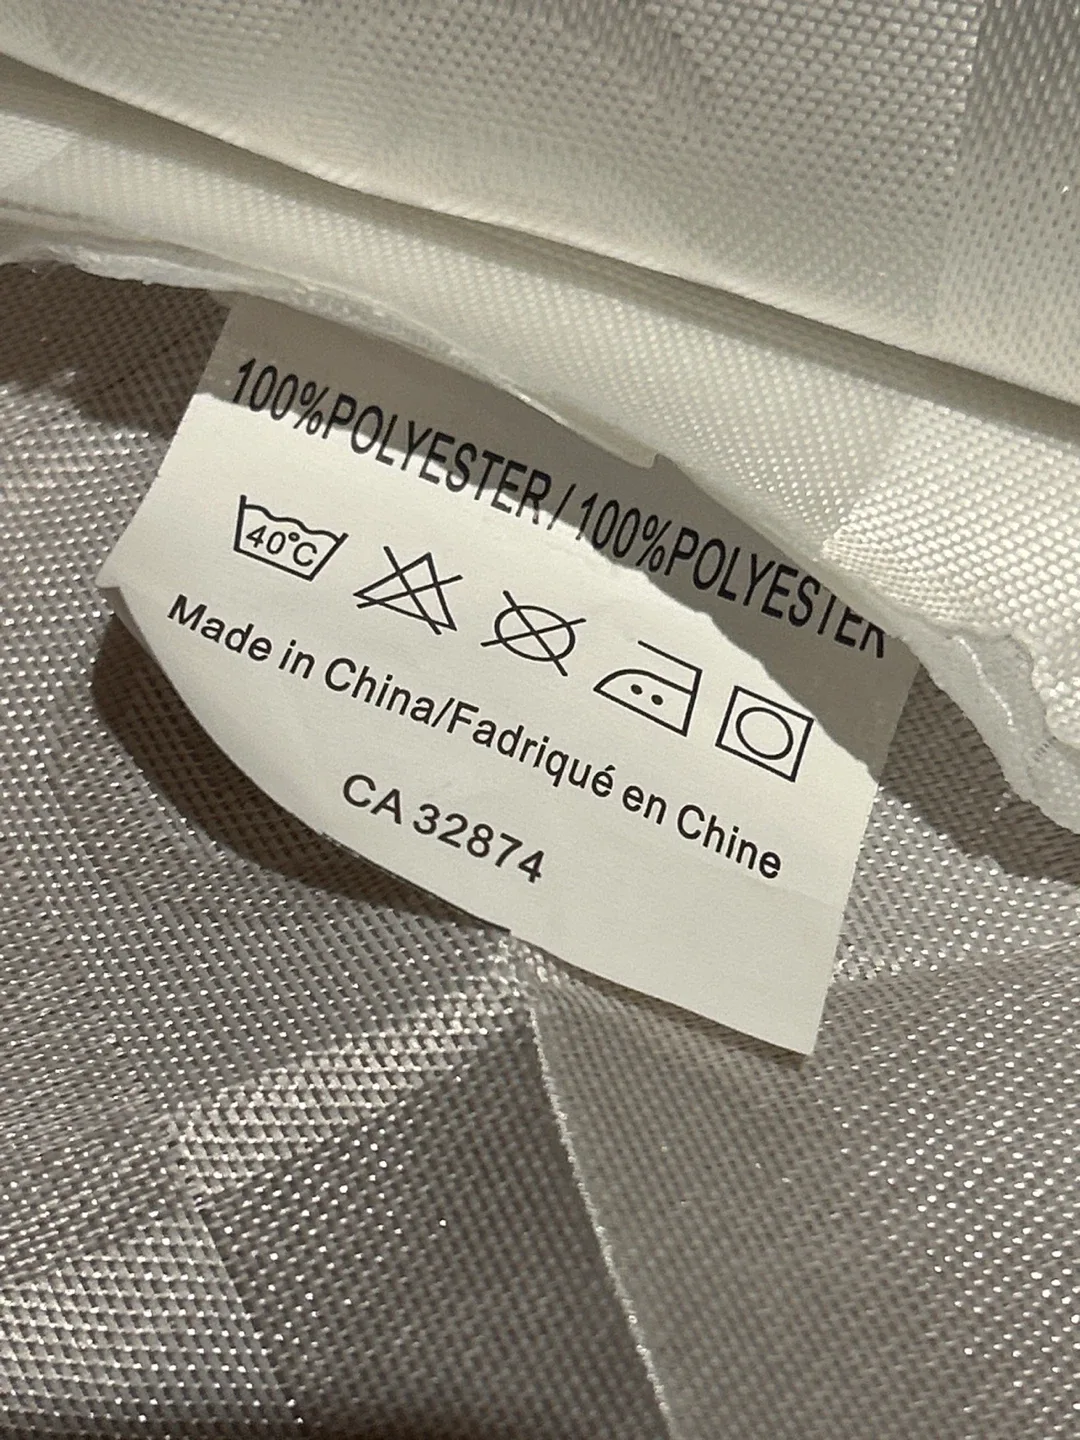 100%POLYESTER / 100%POLYESTER
40°C
Made in China/Fadriqué en Chine
CA 32874